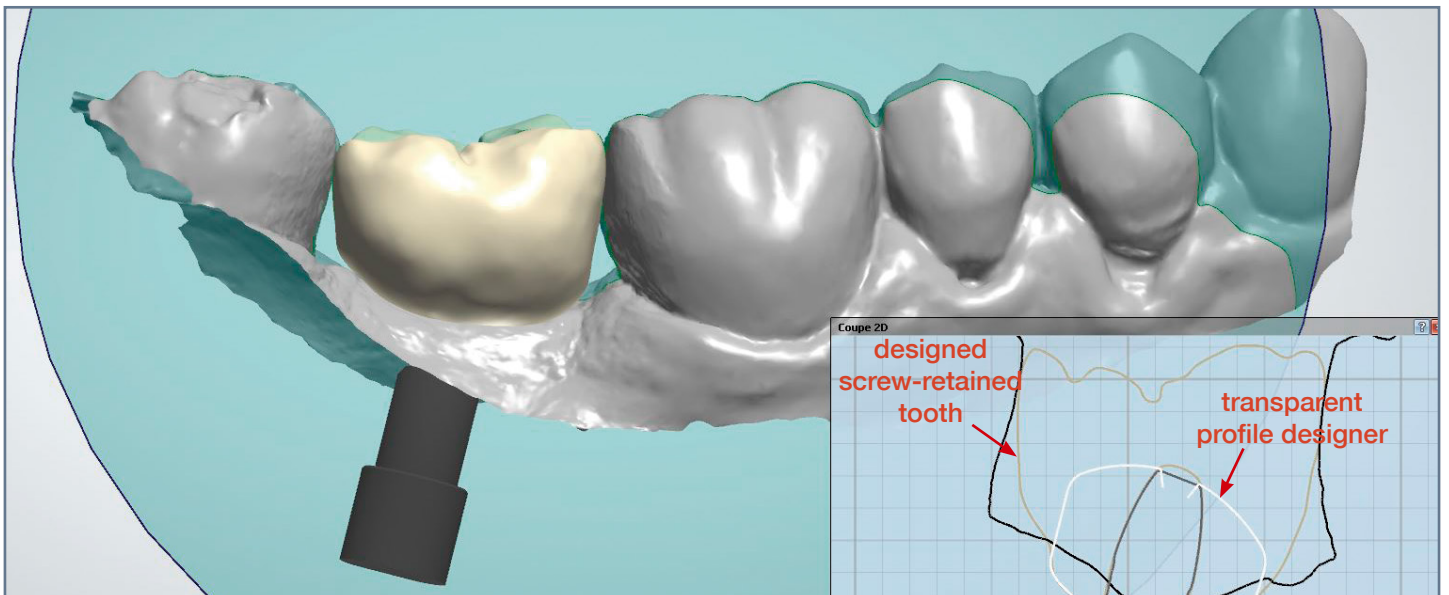 Coupe 2D
?
designed
screw-retained
tooth
transparent
profile designer